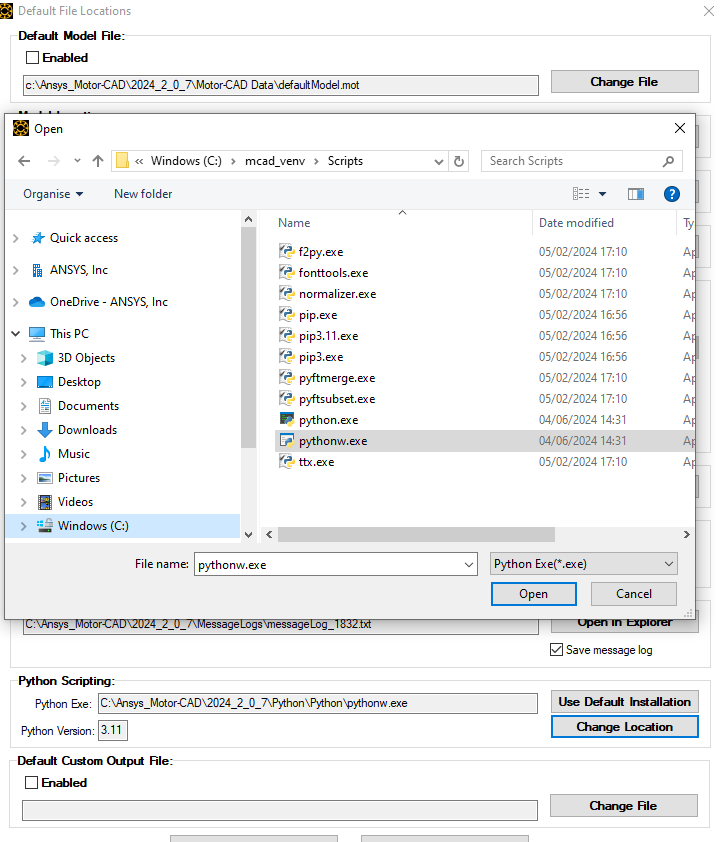 Default File Locations
Default Model File:
Enabled
c:\Ansys_Motor-CAD\2024_2_0_7\Motor-CAD Data\defaultModel.mot
Change File
Open
« Windows (C:) › mcad_venv › Scripts
Search Scripts
Organise
New folder
Name
Date modified
Ty
Quick access
ANSYS, Inc
OneDrive - ANSYS, Inc
This PC
3D Objects
Desktop
Documents
Downloads
Music
Pictures
Videos
Windows (C:)
f2py.exe 05/02/2024 17:10 Ap
fonttools.exe 05/02/2024 17:10 Ap
normalizer.exe 05/02/2024 17:10 Ap
pip.exe 05/02/2024 16:56 Ap
pip3.11.exe 05/02/2024 16:56 Ap
pip3.exe 05/02/2024 16:56 Ap
pyftmerge.exe 05/02/2024 17:10 Ap
pyftsubset.exe 05/02/2024 17:10 Ap
python.exe 04/06/2024 14:31 Ap
pythonw.exe 04/06/2024 14:31 Ap
ttx.exe 05/02/2024 17:10 Ap
File name: pythonw.exe
Python Exe(*.exe)
Open
Cancel
C:\Ansys_Motor-CAD\2024_2_0_7\MessageLogs\messageLog_1832.txt
Open in Explorer
Save message log
Python Scripting:
Python Exe: C:\Ansys_Motor-CAD\2024_2_0_7\Python\Python\pythonw.exe
Use Default Installation
Python Version: 3.11
Change Location
Default Custom Output File:
Enabled
Change File